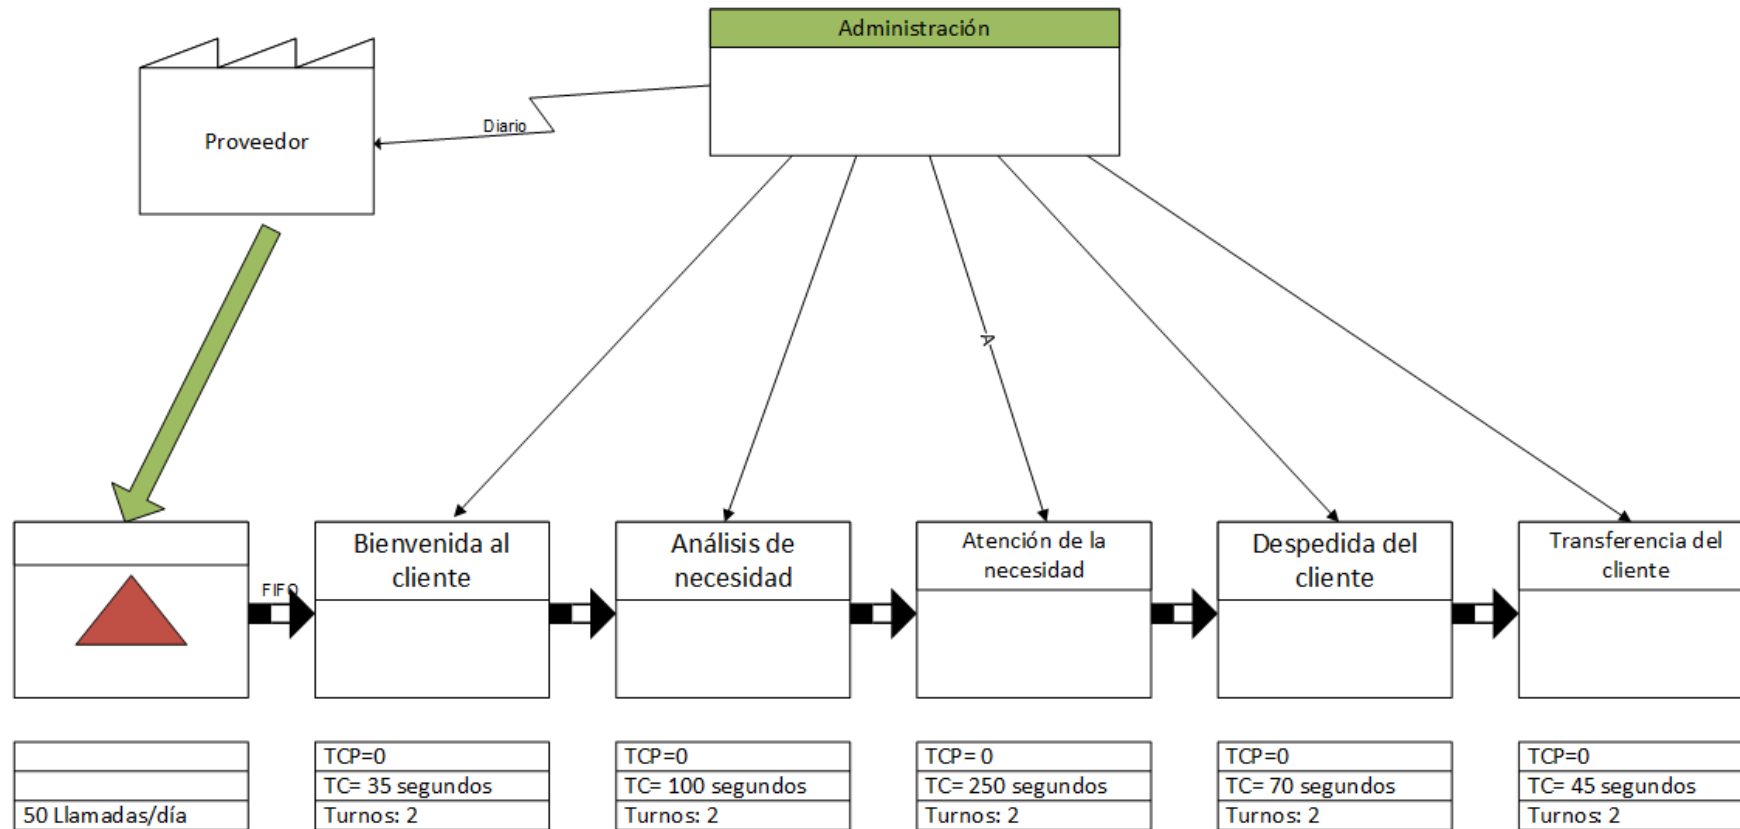 Administración
Proveedor
Diario
A
FIFO
Bienvenida al
cliente
Análisis de
necesidad
Atención de la
necesidad
Despedida del
cliente
Transferencia del
cliente
50 Llamadas/día
TCP=0
TC= 35 segundos
Turnos: 2
TCP=0
TC= 100 segundos
Turnos: 2
TCP= 0
TC= 250 segundos
Turnos: 2
TCP=0
TC= 70 segundos
Turnos: 2
TCP=0
TC= 45 segundos
Turnos: 2